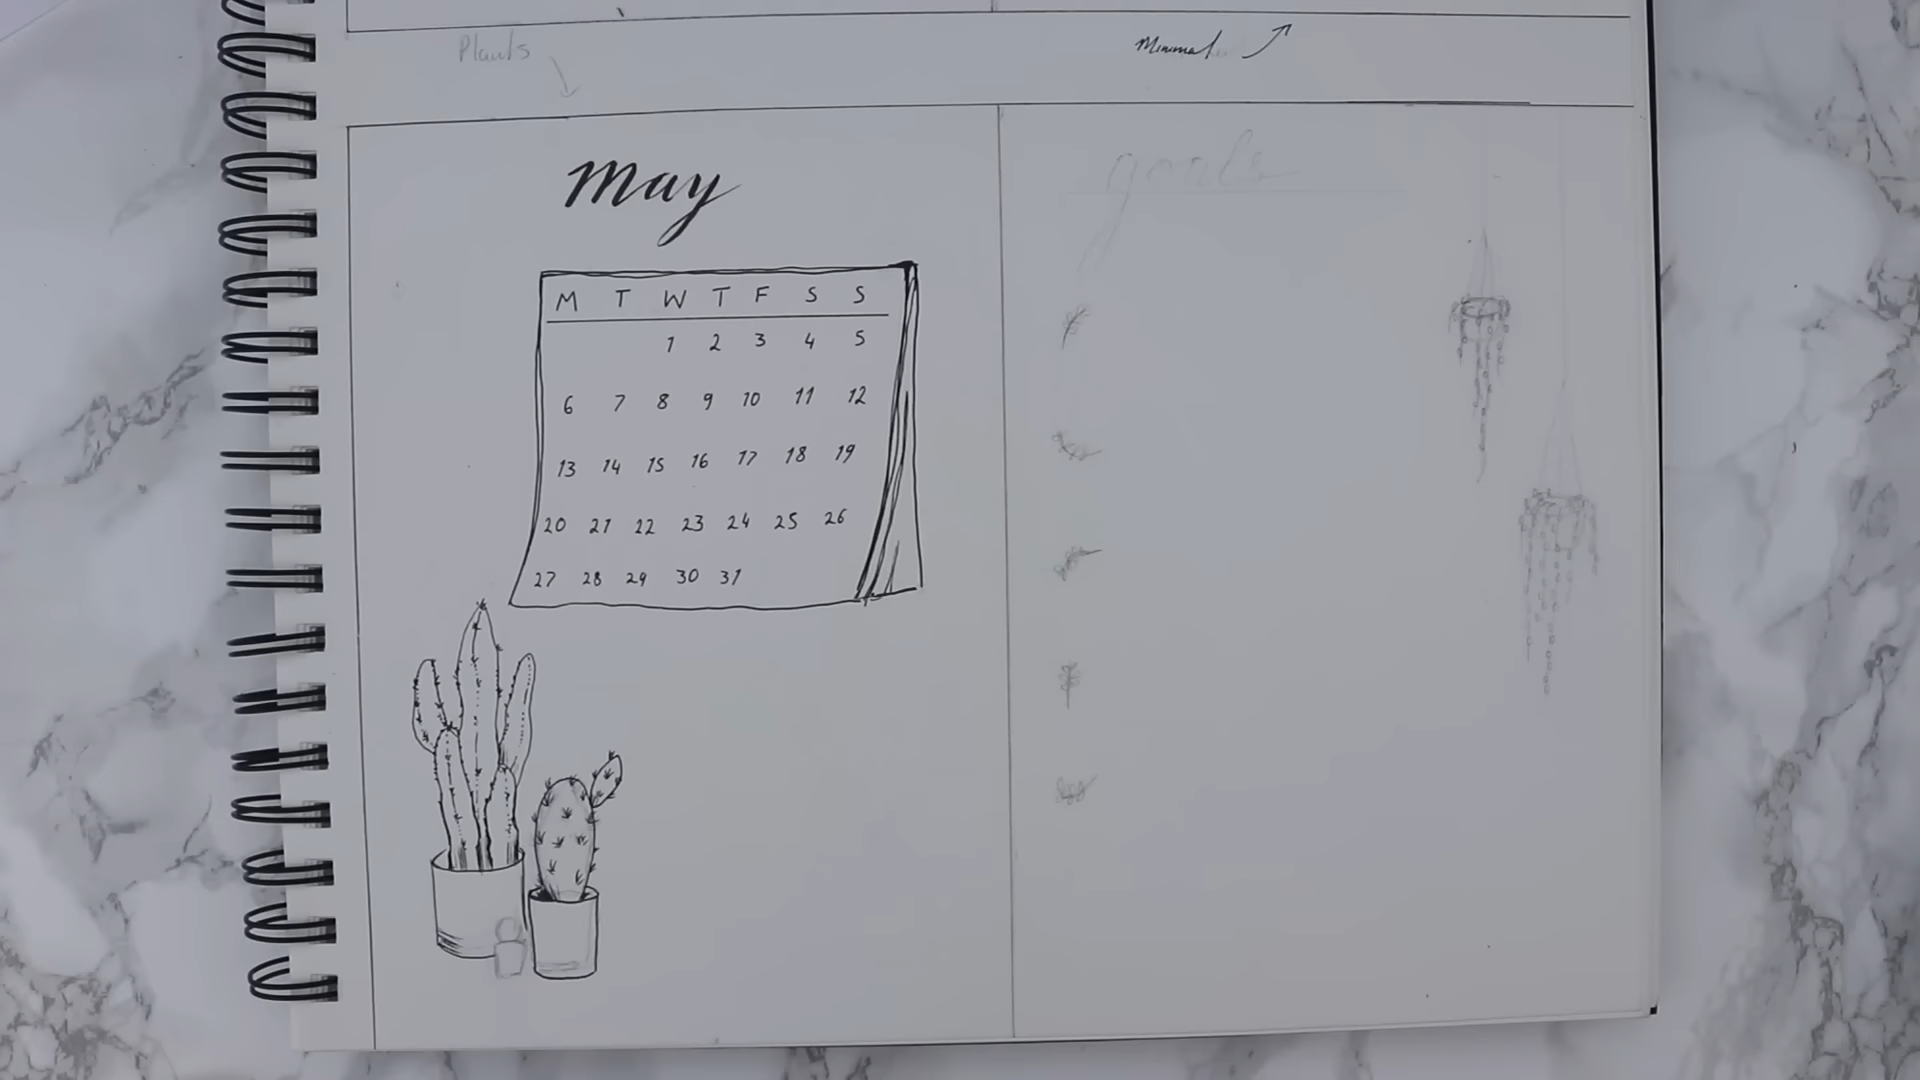 Plants
Minimal
May
goals
M T W T F S S
1 2 3 4 5
6 7 8 9 10 11 12
13 14 15 16 17 18 19
20 21 22 23 24 25 26
27 28 29 30 31